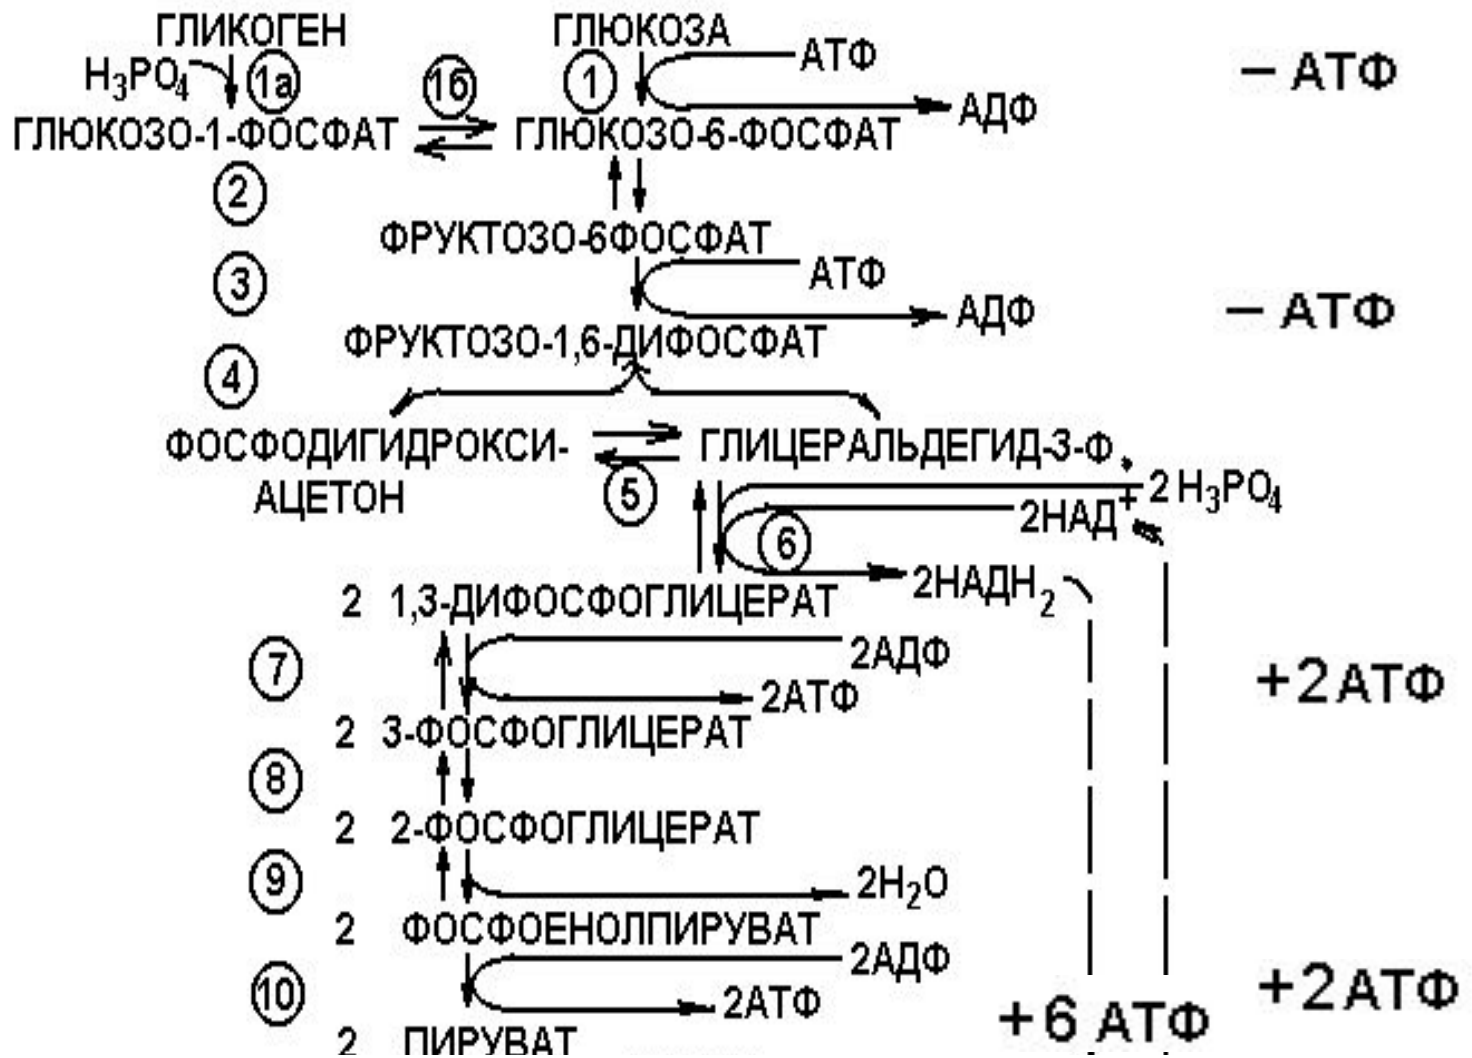 ГЛИКОГЕН ГЛЮКОЗА
H3PO4 1а 1б 1 АТФ – АТФ
АДФ
ГЛЮКОЗО-1-ФОСФАТ ГЛЮКОЗО-6-ФОСФАТ
2
ФРУКТОЗО-6ФОСФАТ
3 АТФ
АДФ – АТФ
ФРУКТОЗО-1,6-ДИФОСФАТ
4
ФОСФОДИГИДРОКСИ- ГЛИЦЕРАЛЬДЕГИД-3-Ф
АЦЕТОН 5 2 H3PO4
2НАД+
6
2НАДН2
2 1,3-ДИФОСФОГЛИЦЕРАТ
7 2АДФ
2АТФ +2АТФ
2 3-ФОСФОГЛИЦЕРАТ
8
2 2-ФОСФОГЛИЦЕРАТ
9 2H2O
2 ФОСФОЕНОЛПИРУВАТ
2АДФ
10 2АТФ +6 АТФ +2АТФ
2 ПИРУВАТ